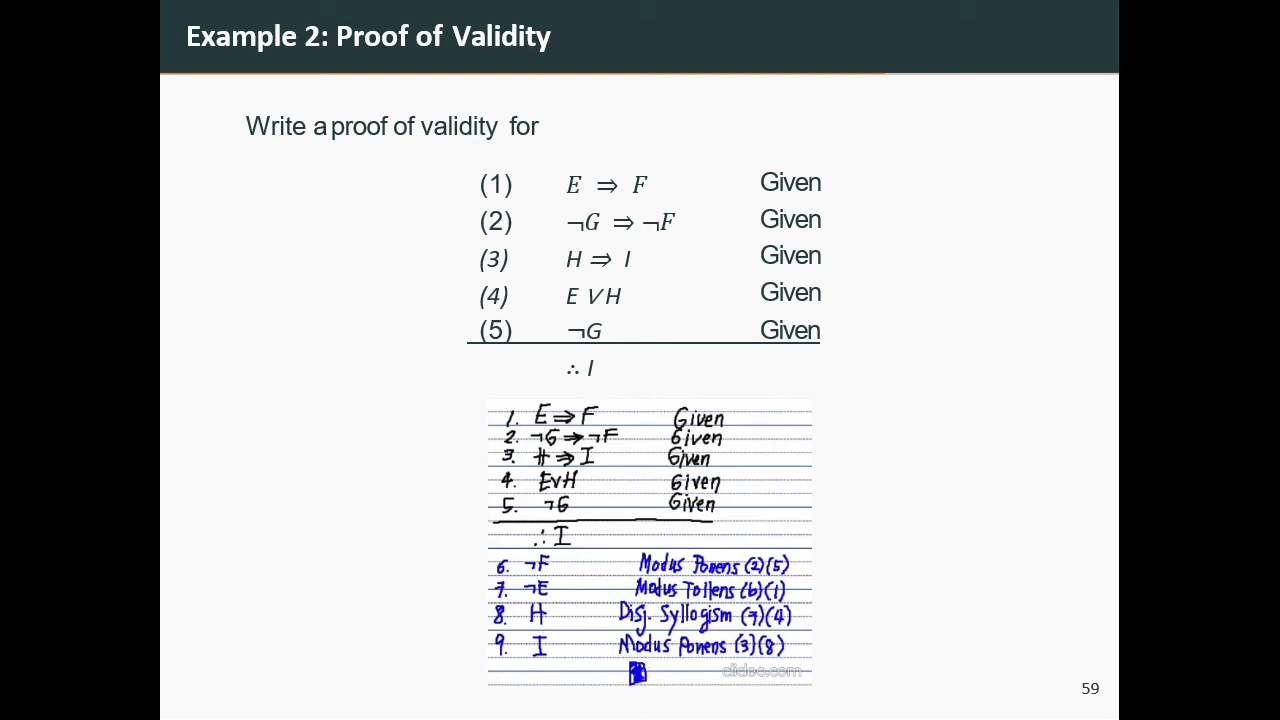 Example 2: Proof of Validity
Write a proof of validity for
(1) E ⇒ F Given
(2) ¬G ⇒ ¬F Given
(3) H ⇒ I Given
(4) E ∨ H Given
(5) ¬G Given
∴ I
1. E ⇒ F Given
2. ¬G ⇒ ¬F Given
3. H ⇒ I Given
4. E∨H Given
5. ¬G Given
∴ I
6. ¬F Modus Ponens (2)(5)
7. ¬E Modus Tollens (6)(1)
8. H Disj. Syllogism (7)(4)
9. I Modus Ponens (3)(8)
clideo.com
59